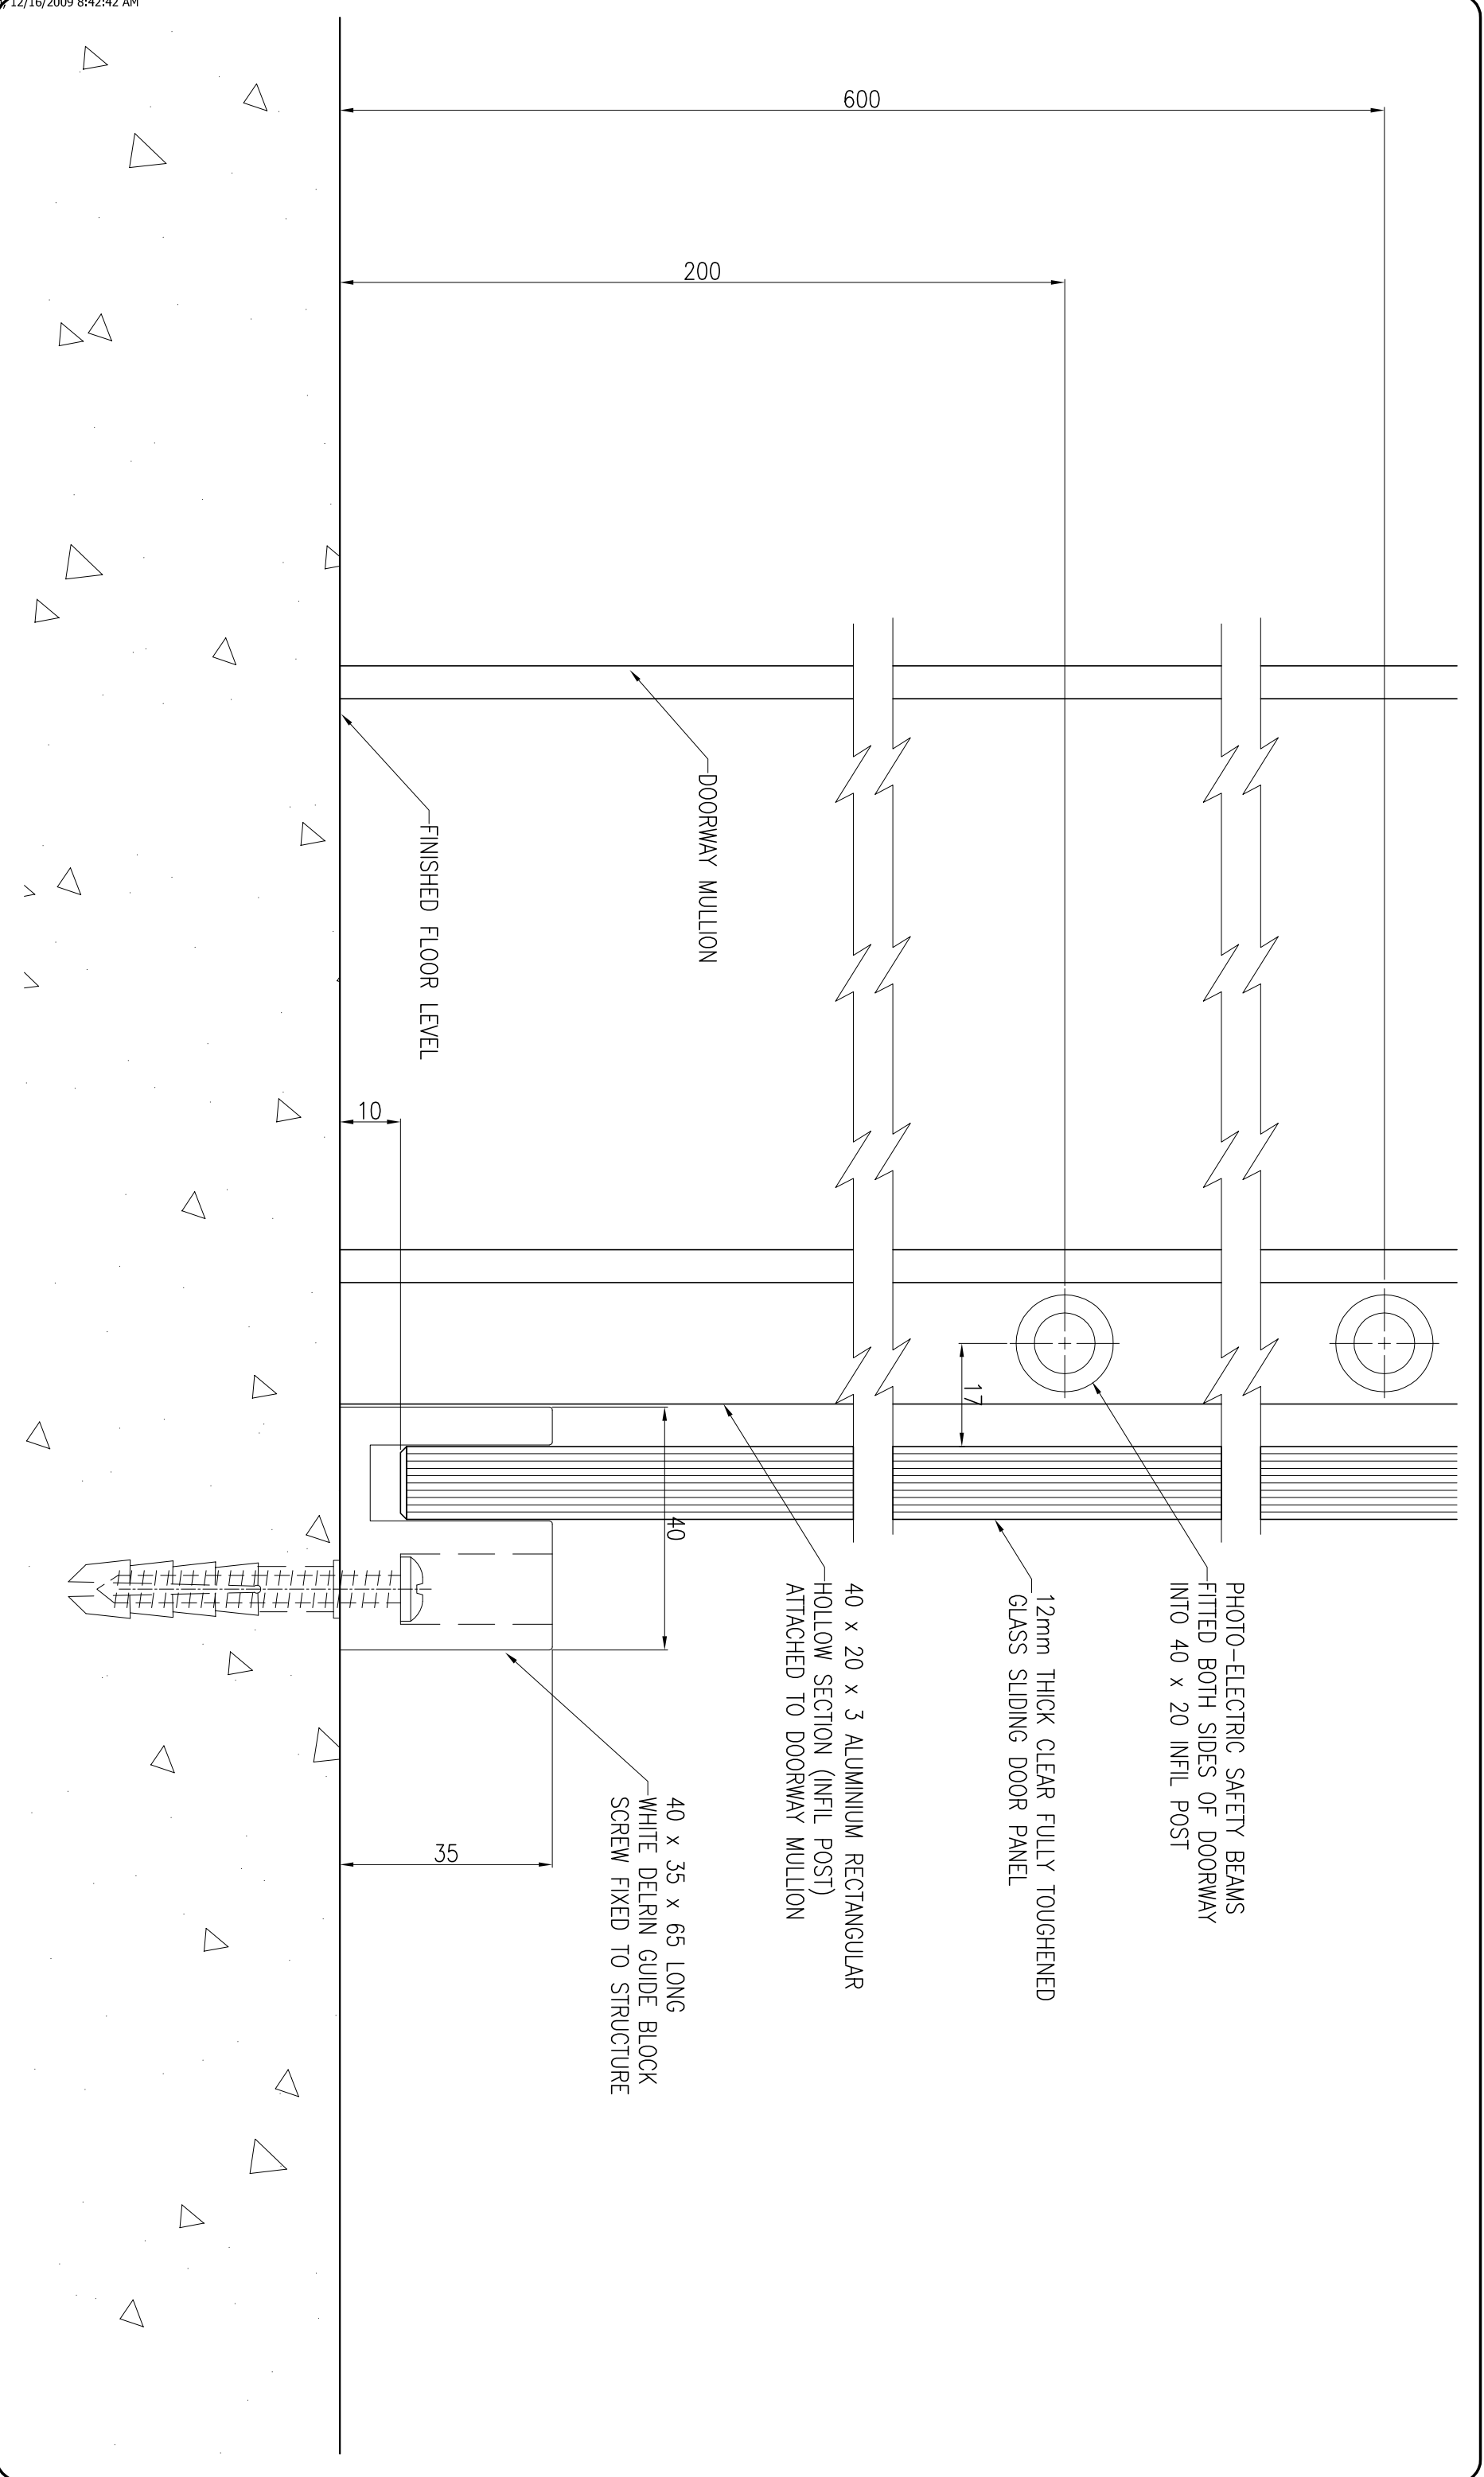 12/16/2009 8:42:42 AM
600
200
DOORWAY MULLION
FINISHED FLOOR LEVEL
10
17
40
PHOTO-ELECTRIC SAFETY BEAMS
FITTED BOTH SIDES OF DOORWAY
INTO 40 x 20 INFIL POST
12mm THICK CLEAR FULLY TOUGHENED
GLASS SLIDING DOOR PANEL
40 x 20 x 3 ALUMINIUM RECTANGULAR
HOLLOW SECTION (INFIL POST)
ATTACHED TO DOORWAY MULLION
40 x 35 x 65 LONG
WHITE DELRIN GUIDE BLOCK
SCREW FIXED TO STRUCTURE
35